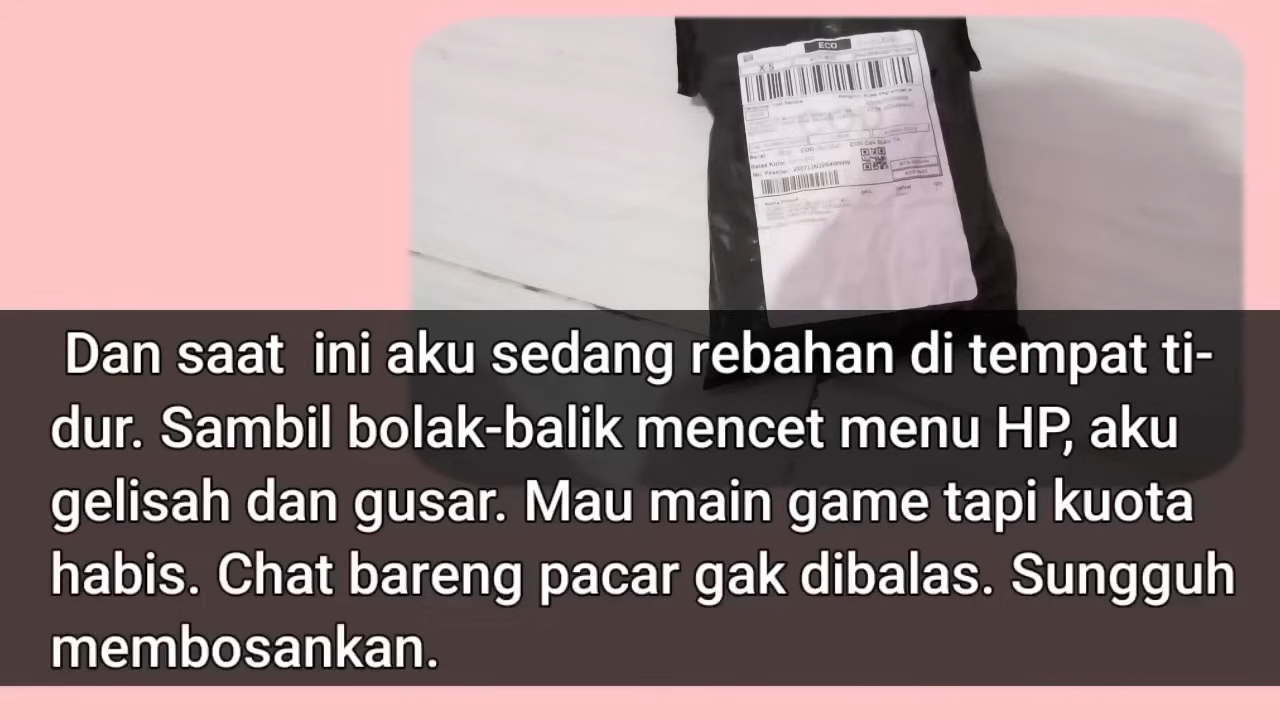 ECO
X 5
Dan saat ini aku sedang rebahan di tempat ti-
dur. Sambil bolak-balik mencet menu HP, aku
gelisah dan gusar. Mau main game tapi kuota
habis. Chat bareng pacar gak dibalas. Sungguh
membosankan.